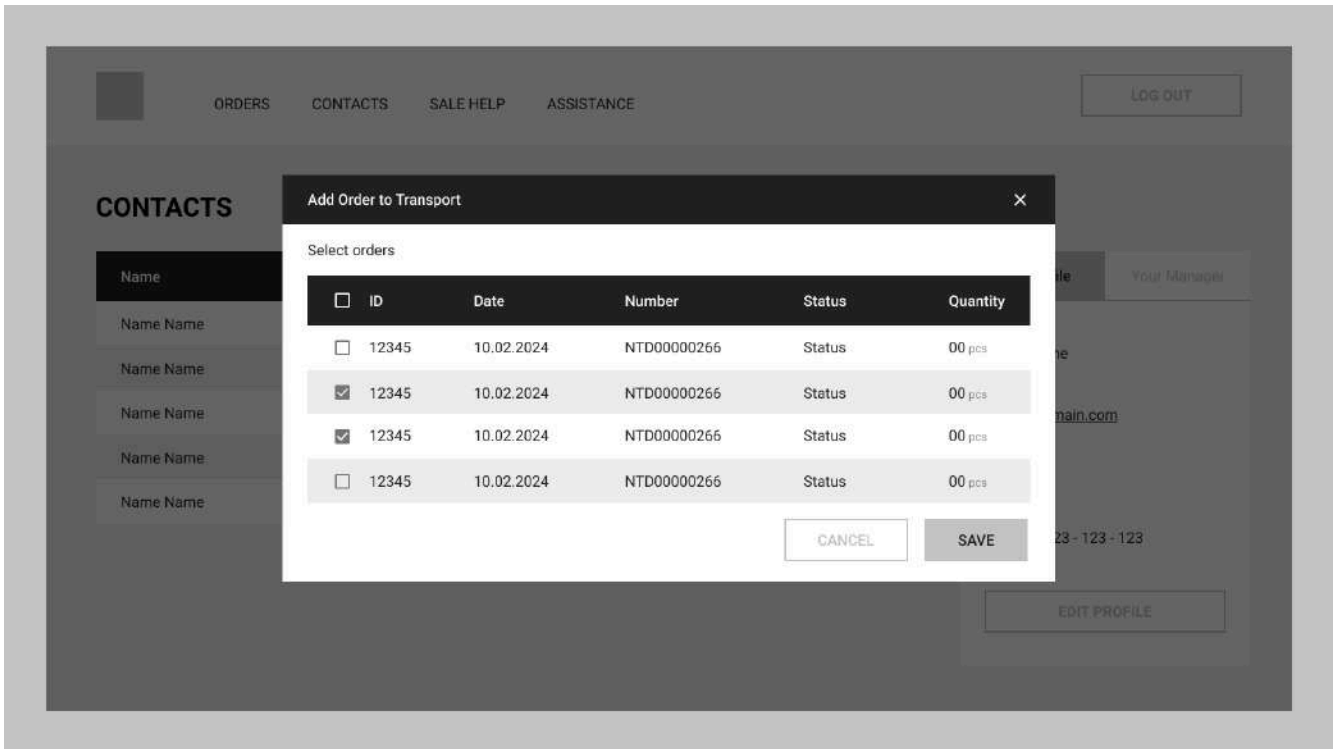 ORDERS CONTACTS SALE HELP ASSISTANCE LOG OUT
CONTACTS
Add Order to Transport
Select orders
Name
Your Manager
ID Date Number Status Quantity
Name Name
12345 10.02.2024 NTD00000266 Status 00 pcs
Name Name
12345 10.02.2024 NTD00000266 Status 00 pcs
Name Name
main.com
12345 10.02.2024 NTD00000266 Status 00 pcs
Name Name
12345 10.02.2024 NTD00000266 Status 00 pcs
Name Name
CANCEL SAVE
23 - 123 - 123
EDIT PROFILE